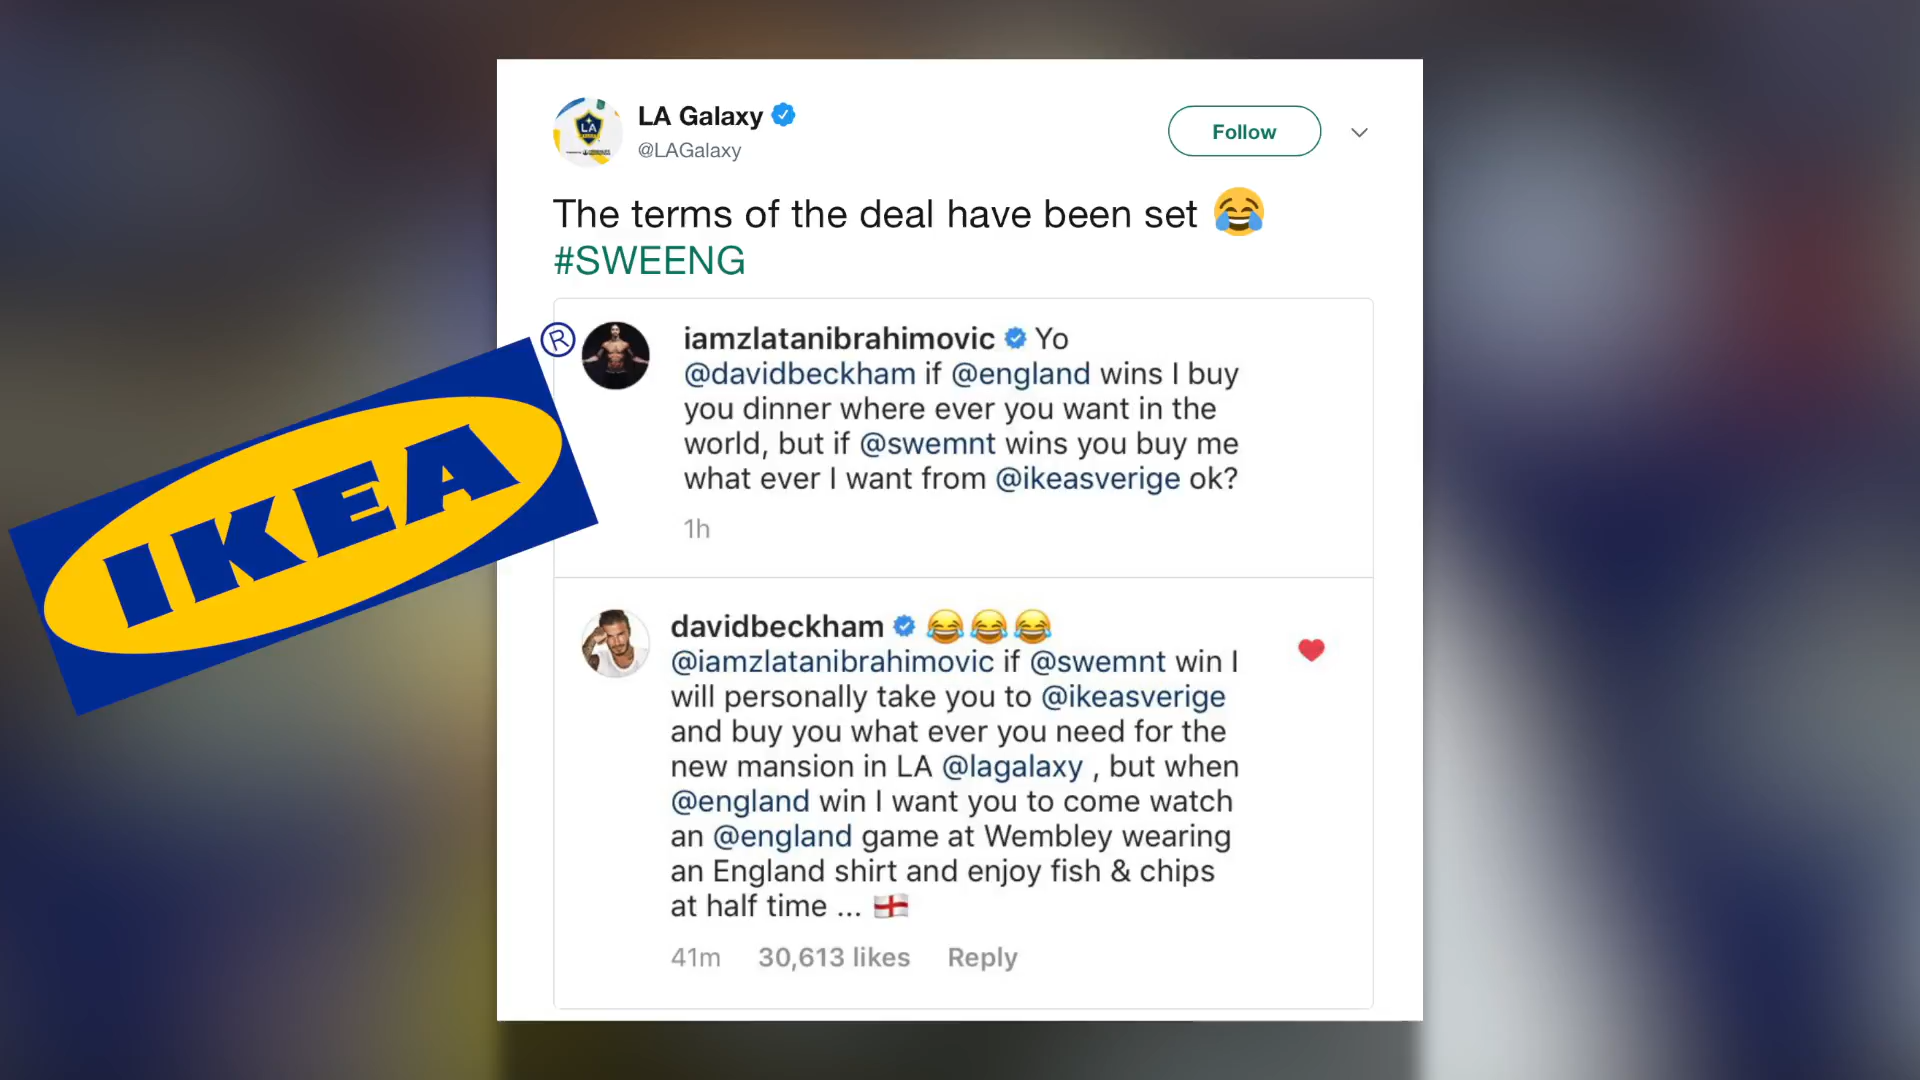 LA Galaxy
@LAGalaxy
Follow
The terms of the deal have been set 😂
#SWEENG
®
IKEA
iamzlatanibrahimovic Yo
@davidbeckham if @england wins I buy
you dinner where ever you want in the
world, but if @swemnt wins you buy me
what ever I want from @ikeasverige ok?
1h
davidbeckham 😂😂😂
@iamzlatanibrahimovic if @swemnt win I
will personally take you to @ikeasverige
and buy you what ever you need for the
new mansion in LA @lagalaxy , but when
@england win I want you to come watch
an @england game at Wembley wearing
an England shirt and enjoy fish & chips
at half time ... 🏴󠁧󠁢󠁥󠁮󠁧󠁿
41m 30,613 likes Reply